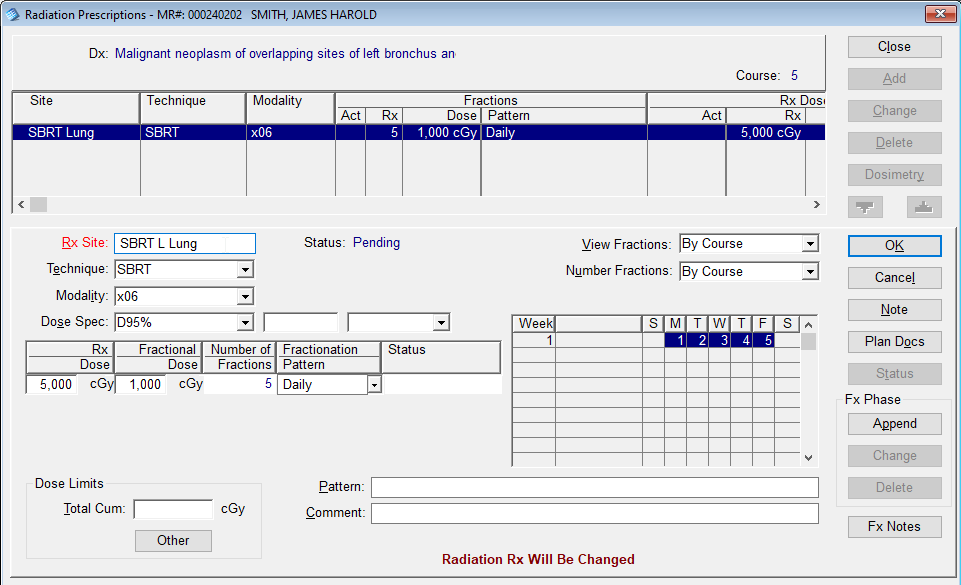 Radiation Prescriptions - MR#: 000240202 SMITH, JAMES HAROLD
Dx: Malignant neoplasm of overlapping sites of left bronchus an
Course: 5
Site Technique Modality Fractions Rx Dose
Act Rx Dose Pattern Act Rx
SBRT Lung SBRT x06 5 1,000 cGy Daily 5,000 cGy
Close
Add
Change
Delete
Dosimetry
Rx Site: SBRT L Lung Status: Pending
Technique: SBRT
Modality: x06
Dose Spec: D95%
View Fractions: By Course
Number Fractions: By Course
OK
Cancel
Note
Plan Docs
Status
Rx Dose Fractional Dose Number of Fractions Fractionation Pattern Status
5,000 cGy 1,000 cGy 5 Daily
Week S M T W T F S
1 1 2 3 4 5
Fx Phase
Append
Change
Delete
Fx Notes
Dose Limits
Total Cum: cGy
Other
Pattern:
Comment:
Radiation Rx Will Be Changed